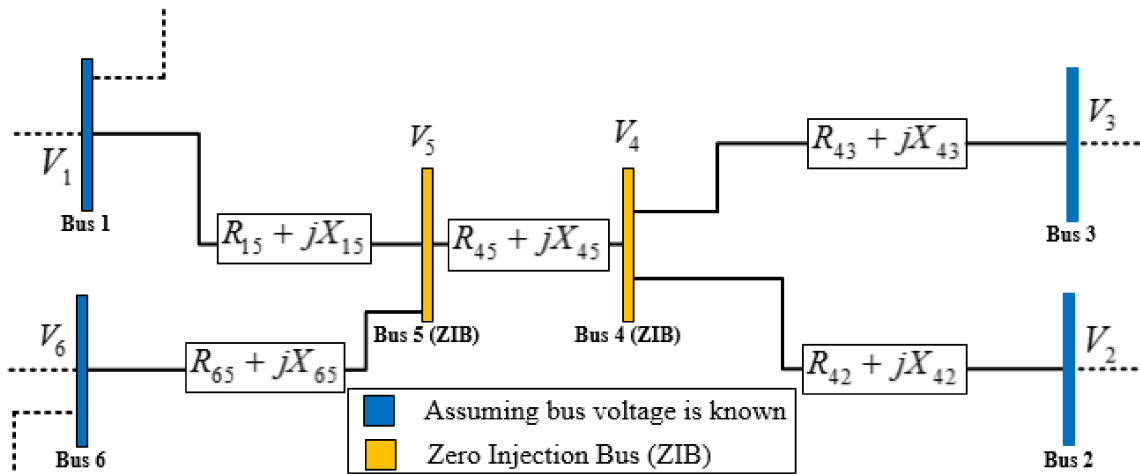 V₅
V₄
R₄₃ + jX₄₃
V₃
V₁
Bus 1
R₁₅ + jX₁₅
R₄₅ + jX₄₅
Bus 3
V₆
Bus 5 (ZIB)
Bus 4 (ZIB)
R₆₅ + jX₆₅
R₄₂ + jX₄₂
V₂
Assuming bus voltage is known
Zero Injection Bus (ZIB)
Bus 6
Bus 2